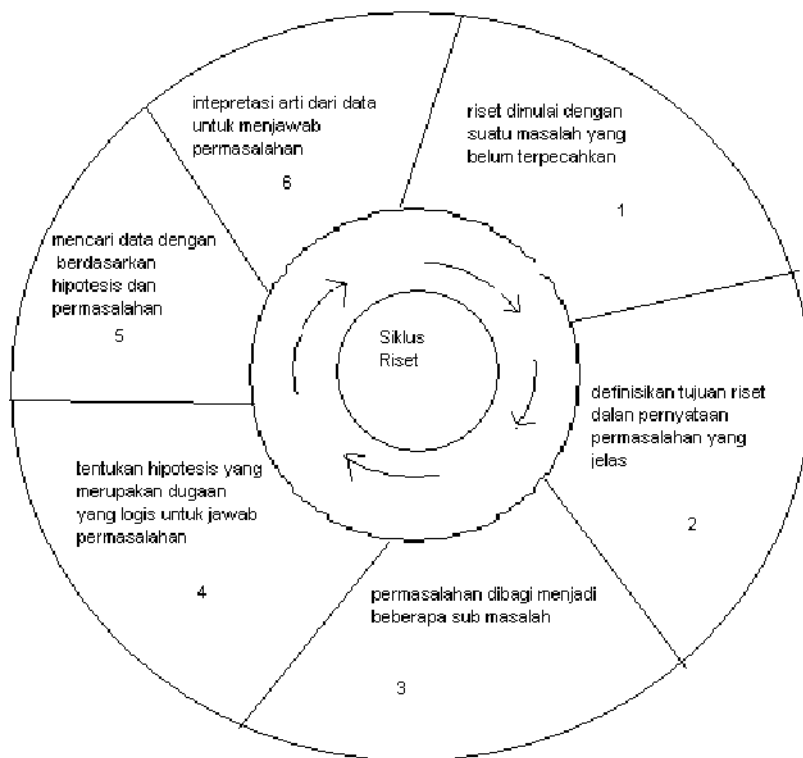 riset dimulai dengan
suatu masalah yang
belum terpecahkan
1
definisikan tujuan riset
dalan pernyataan
permasalahan yang
jelas
2
permasalahan dibagi menjadi
beberapa sub masalah
3
tentukan hipotesis yang
merupakan dugaan
yang logis untuk jawab
permasalahan
4
mencari data dengan
berdasarkan
hipotesis dan
permasalahan
5
intepretasi arti dari data
untuk menjawab
permasalahan
6
Siklus
Riset